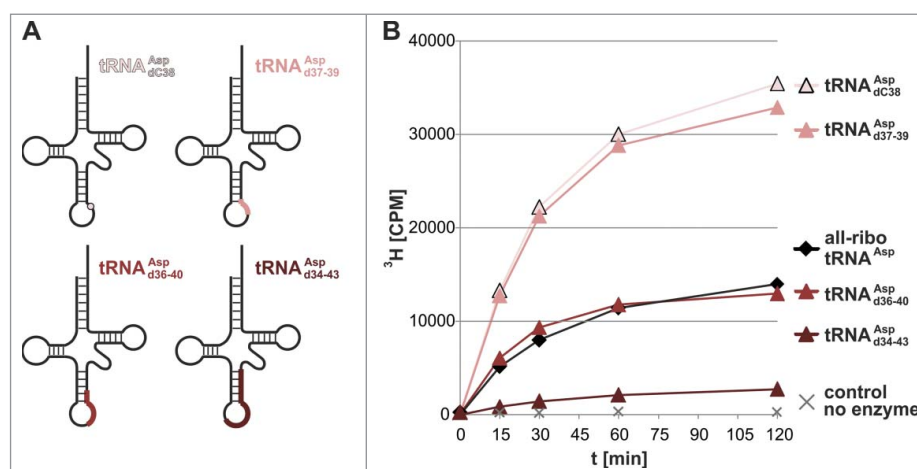 A
tRNA Asp dC38
tRNA Asp d37-39
tRNA Asp d36-40
tRNA Asp d34-43
B
40000
30000
20000
10000
0
³H [CPM]
0 15 30 45 60 75 90 105 120
t [min]
tRNA Asp dC38
tRNA Asp d37-39
all-ribo
tRNA Asp
tRNA Asp d36-40
tRNA Asp d34-43
control
no enzyme